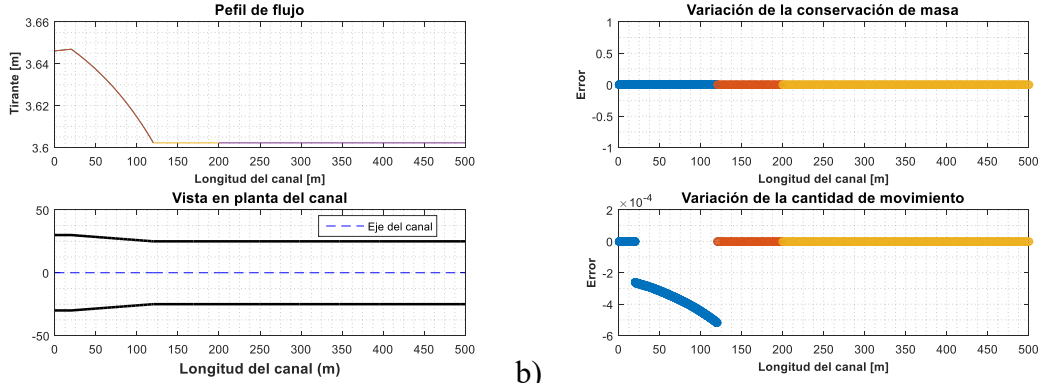 Pefil de flujo
3.66
3.64
3.62
3.6
Tirante [m]
0 50 100 150 200 250 300 350 400 450 500
Longitud del canal [m]
Vista en planta del canal
50
0
-50
Eje del canal
0 50 100 150 200 250 300 350 400 450 500
Longitud del canal (m)
b)
Variación de la conservación de masa
1
0.5
0
-0.5
-1
Error
0 50 100 150 200 250 300 350 400 450 500
Longitud del canal [m]
×10-4
Variación de la cantidad de movimiento
2
0
-2
-4
-6
Error
0 50 100 150 200 250 300 350 400 450 500
Longitud del canal [m]